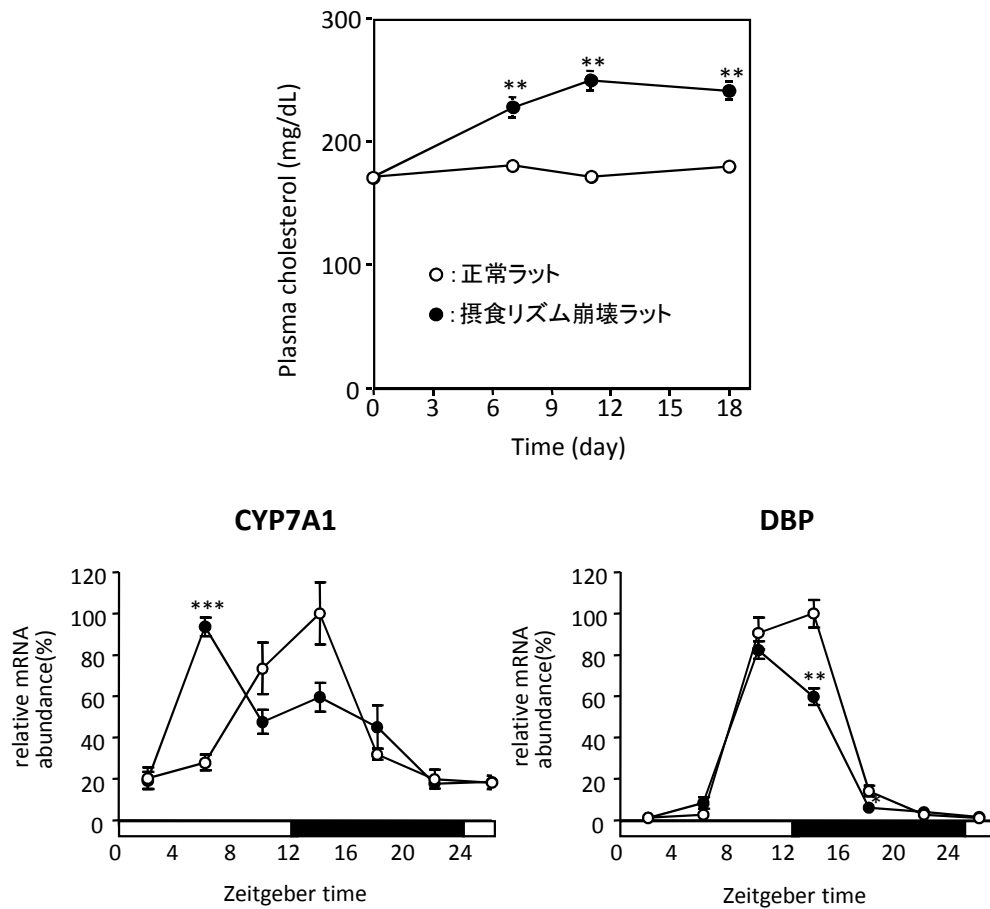 300
200
100
0
Plasma cholesterol (mg/dL)
**
**
**
○ : 正常ラット
● : 摂食リズム崩壊ラット
0 3 6 9 12 15 18
Time (day)
CYP7A1
120
100
80
60
40
20
0
relative mRNA
abundance(%)
***
0 4 8 12 16 20 24
Zeitgeber time
DBP
120
100
80
60
40
20
0
relative mRNA
abundance(%)
**
*
0 4 8 12 16 20 24
Zeitgeber time